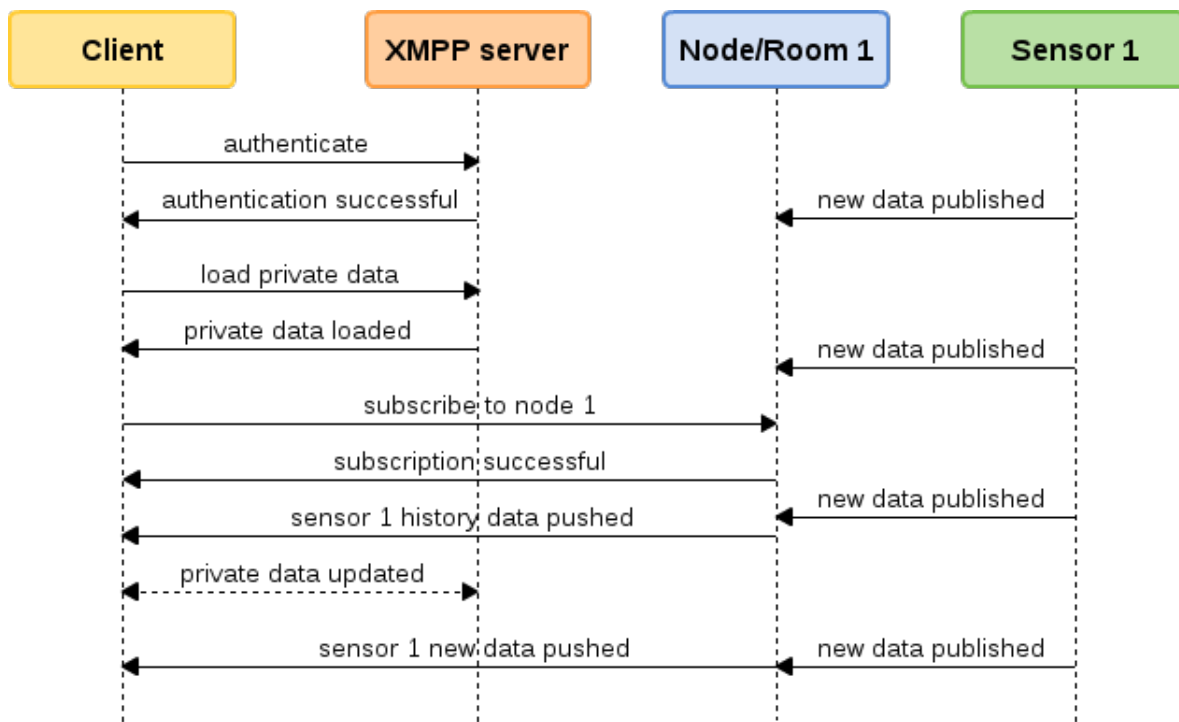 Client
XMPP server
Node/Room 1
Sensor 1
authenticate
authentication successful
new data published
load private data
private data loaded
new data published
subscribe to node 1
subscription successful
new data published
sensor 1 history data pushed
private data updated
sensor 1 new data pushed
new data published